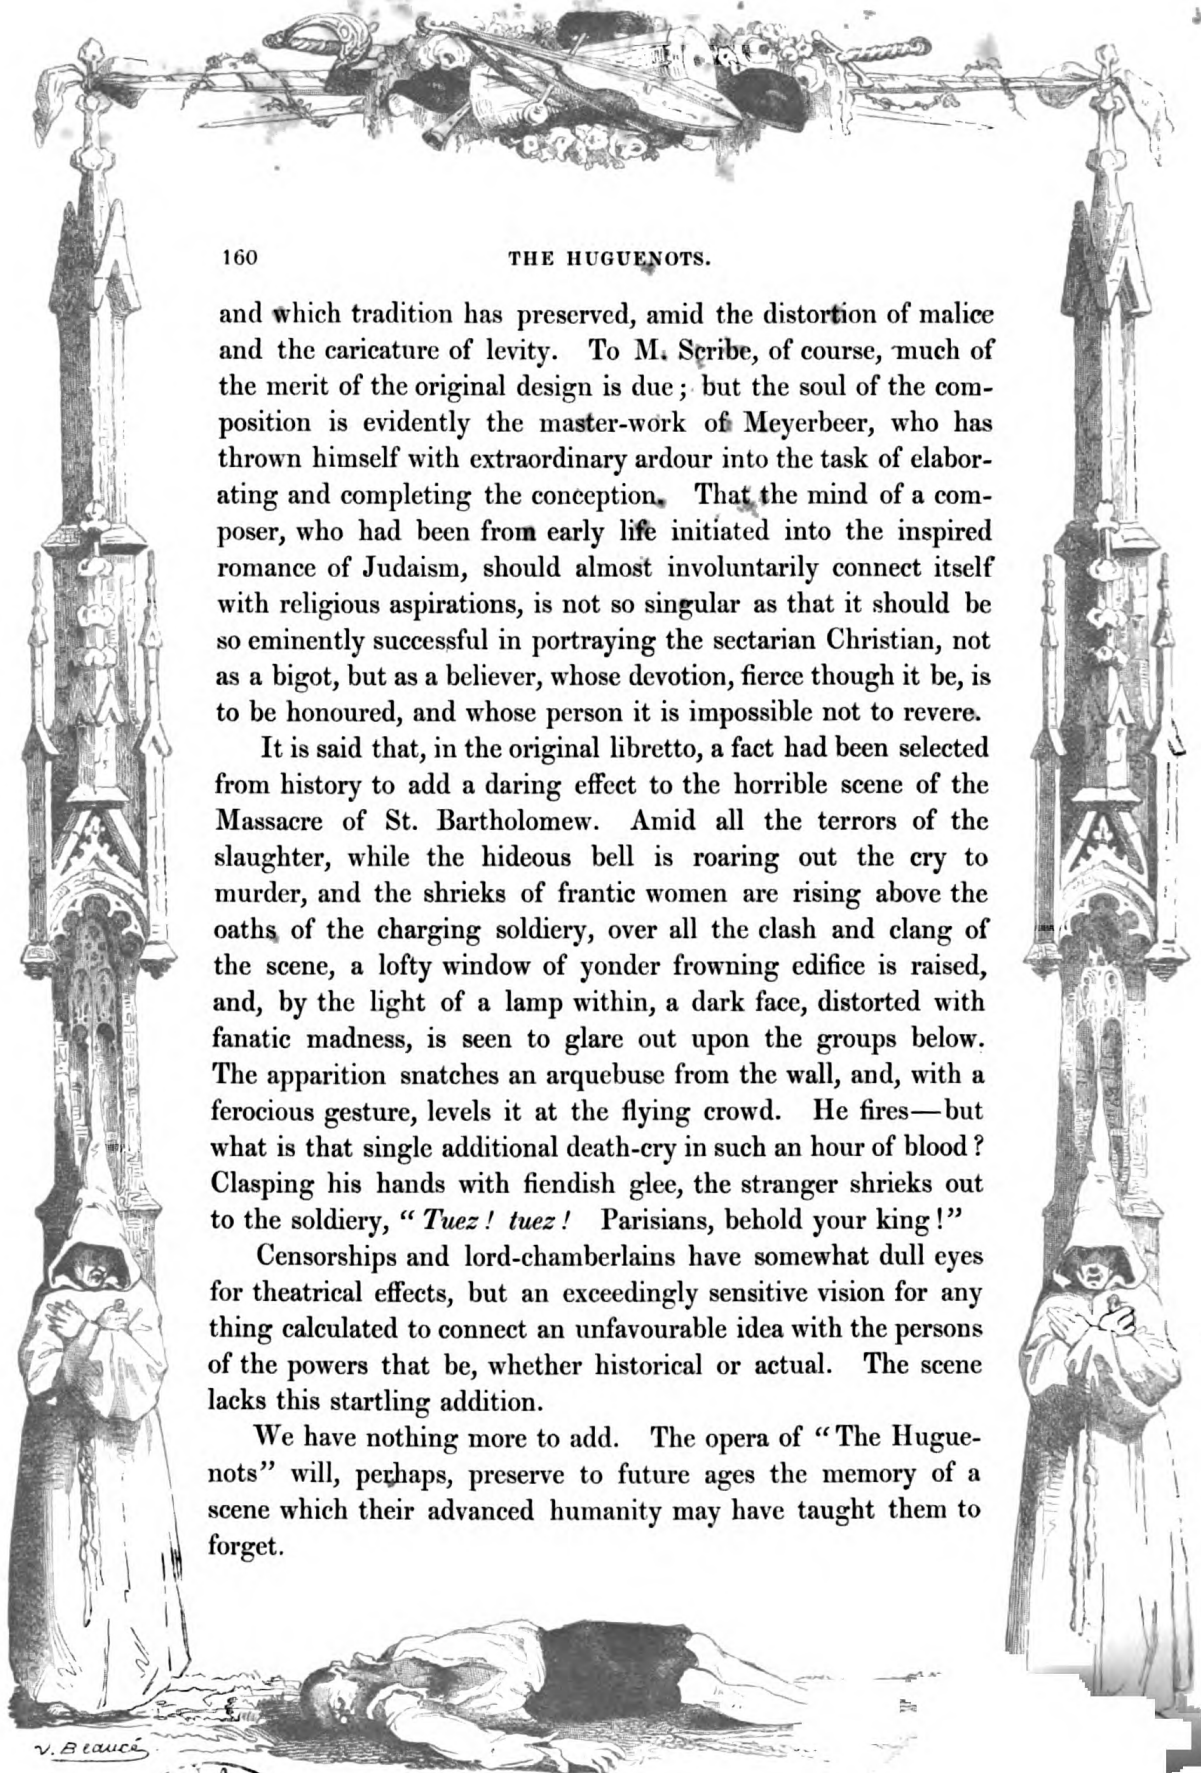 160 THE HUGUENOTS.
and which tradition has preserved, amid the distortion of malice
and the caricature of levity. To M. Scribe, of course, much of
the merit of the original design is due; but the soul of the com-
position is evidently the master-work of Meyerbeer, who has
thrown himself with extraordinary ardour into the task of elabor-
ating and completing the conception. That the mind of a com-
poser, who had been from early life initiated into the inspired
romance of Judaism, should almost involuntarily connect itself
with religious aspirations, is not so singular as that it should be
so eminently successful in portraying the sectarian Christian, not
as a bigot, but as a believer, whose devotion, fierce though it be, is
to be honoured, and whose person it is impossible not to revere.
It is said that, in the original libretto, a fact had been selected
from history to add a daring effect to the horrible scene of the
Massacre of St. Bartholomew. Amid all the terrors of the
slaughter, while the hideous bell is roaring out the cry to
murder, and the shrieks of frantic women are rising above the
oaths of the charging soldiery, over all the clash and clang of
the scene, a lofty window of yonder frowning edifice is raised,
and, by the light of a lamp within, a dark face, distorted with
fanatic madness, is seen to glare out upon the groups below.
The apparition snatches an arquebuse from the wall, and, with a
ferocious gesture, levels it at the flying crowd. He fires—but
what is that single additional death-cry in such an hour of blood?
Clasping his hands with fiendish glee, the stranger shrieks out
to the soldiery, “Tuez! tuez! Parisians, behold your king!”
Censorships and lord-chamberlains have somewhat dull eyes
for theatrical effects, but an exceedingly sensitive vision for any
thing calculated to connect an unfavourable idea with the persons
of the powers that be, whether historical or actual. The scene
lacks this startling addition.
We have nothing more to add. The opera of “The Hugue-
nots” will, perhaps, preserve to future ages the memory of a
scene which their advanced humanity may have taught them to
forget.
V. Beaucé